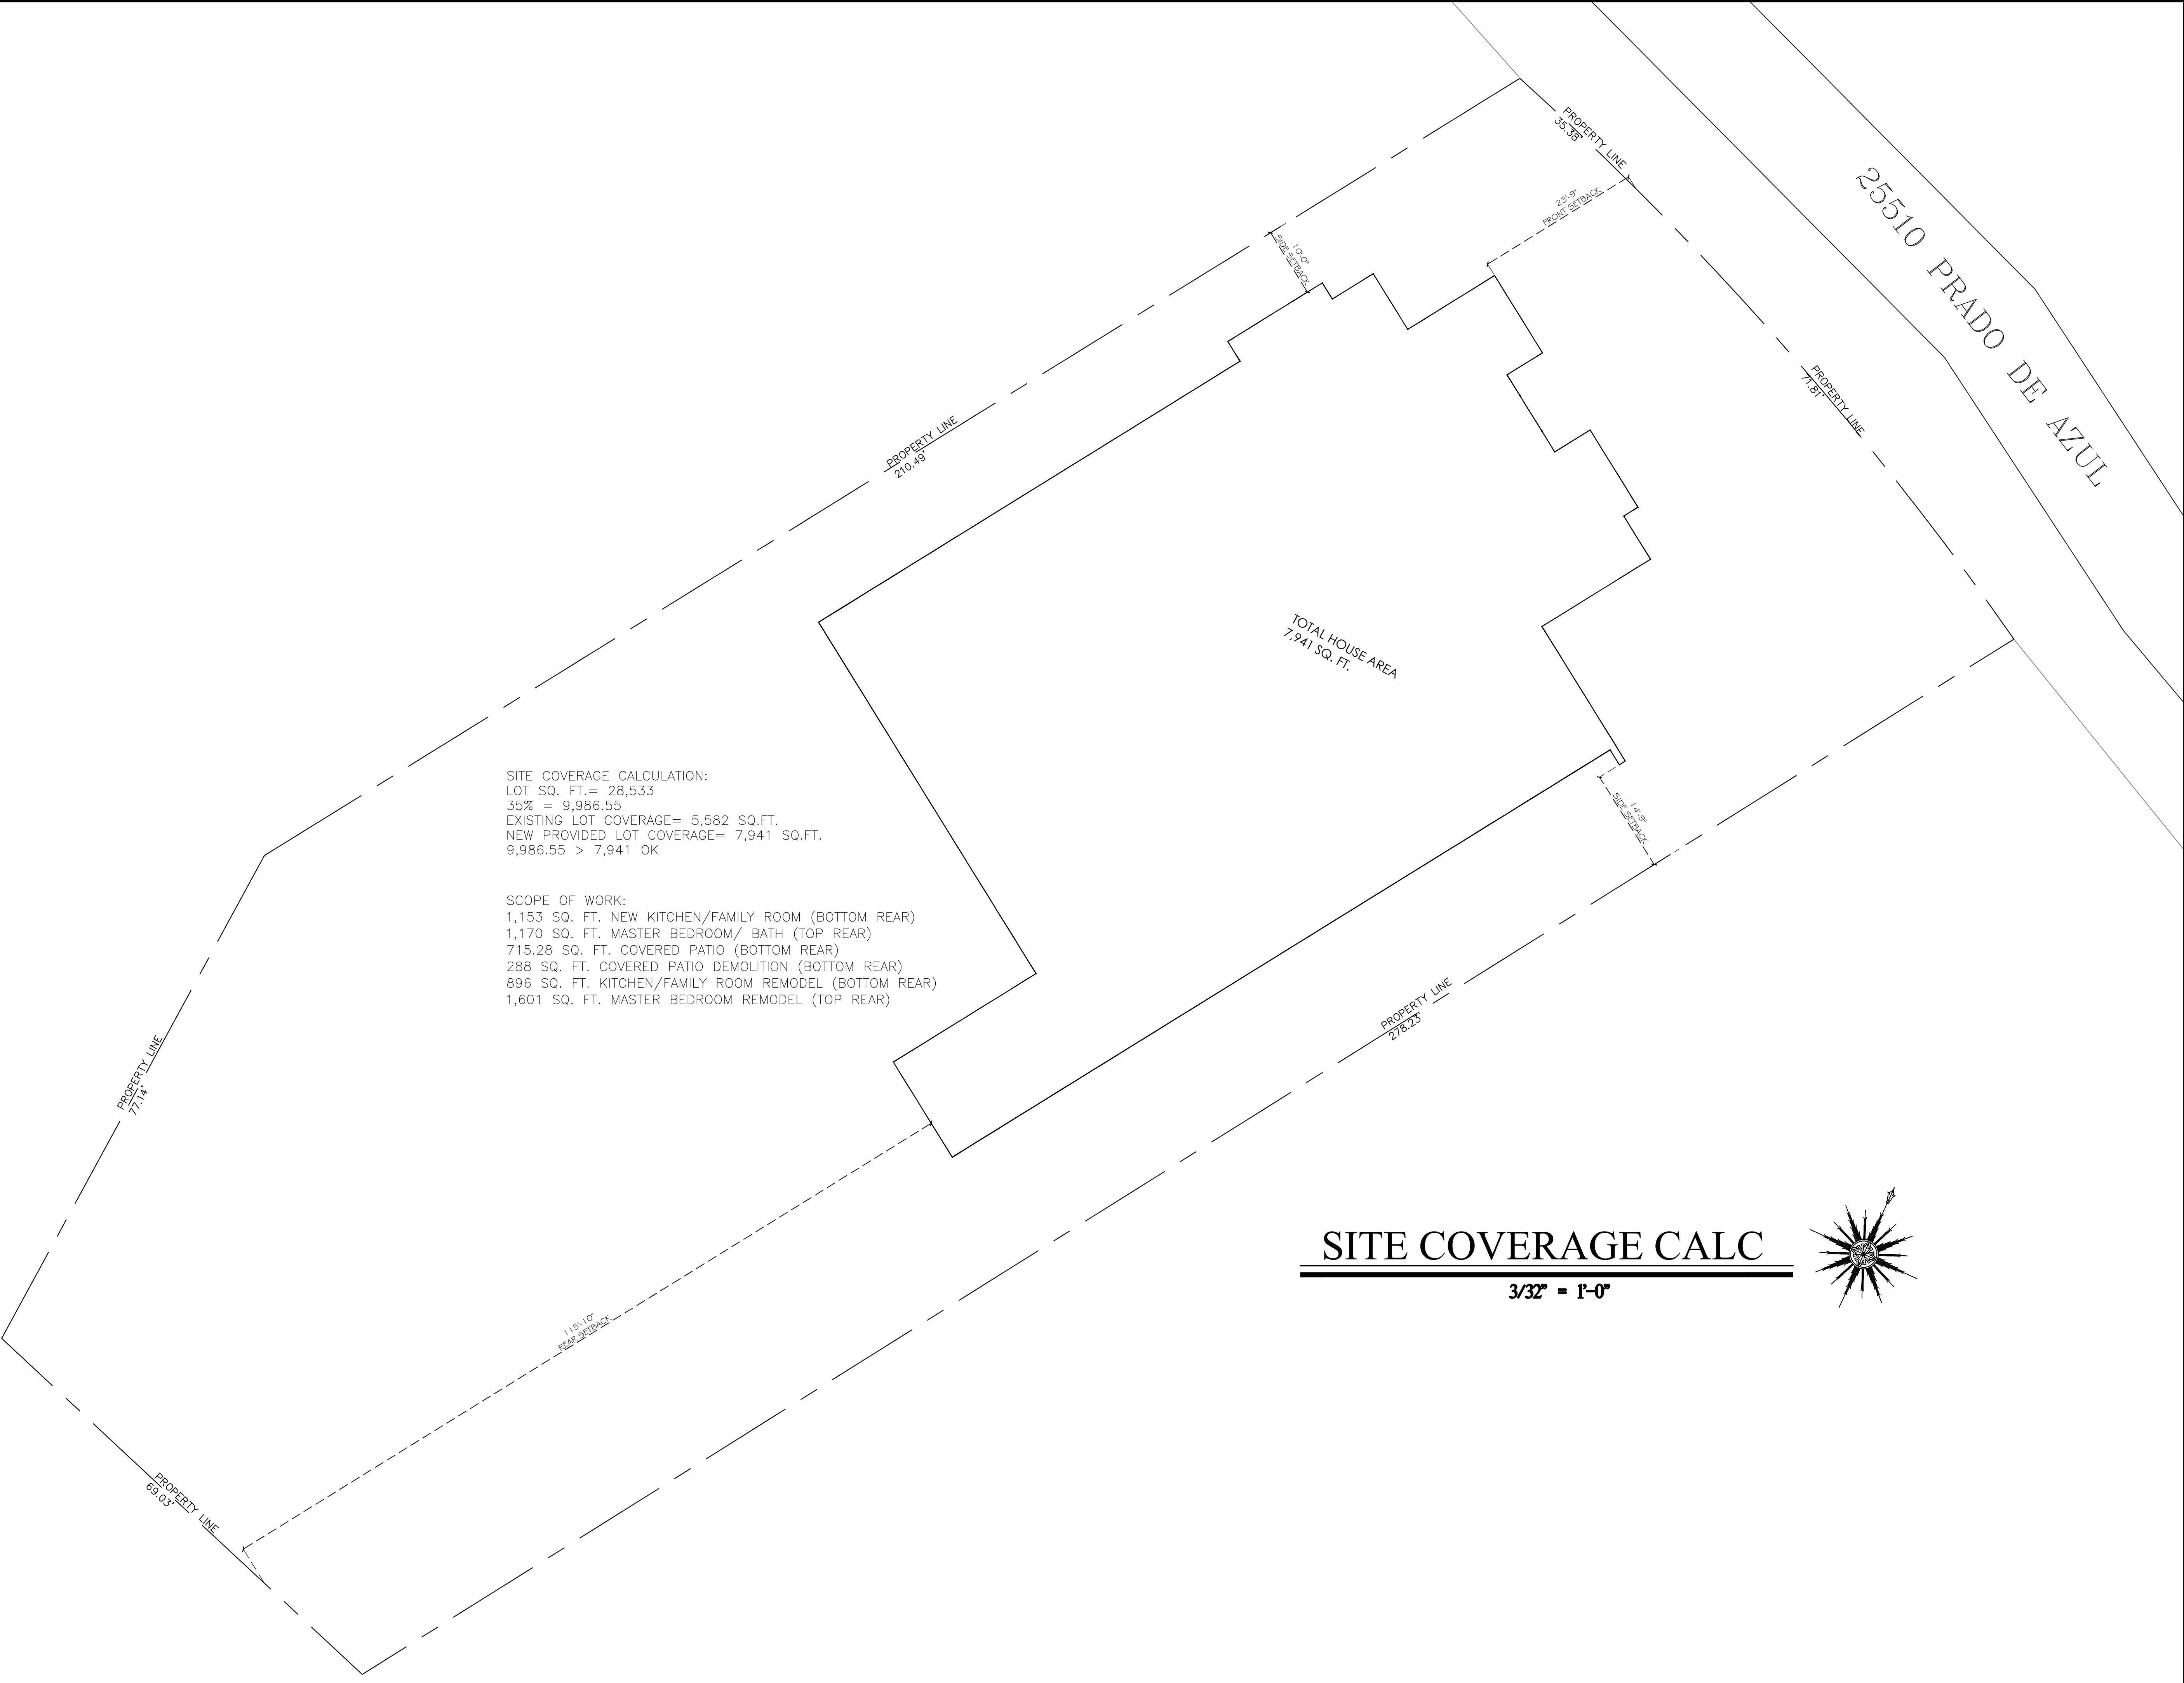 PROPERTY LINE
35.38'
23'-9"
FRONT SETBACK
10'-0"
SIDE SETBACK
25510 PRADO DE AZUL
PROPERTY LINE
71.81'
PROPERTY LINE
210.49'
TOTAL HOUSE AREA
7,941 SQ. FT.
SITE COVERAGE CALCULATION:
LOT SQ. FT.= 28,533
35% = 9,986.55
EXISTING LOT COVERAGE= 5,582 SQ.FT.
NEW PROVIDED LOT COVERAGE= 7,941 SQ.FT.
9,986.55 > 7,941 OK
SCOPE OF WORK:
1,153 SQ. FT. NEW KITCHEN/FAMILY ROOM (BOTTOM REAR)
1,170 SQ. FT. MASTER BEDROOM/ BATH (TOP REAR)
715.28 SQ. FT. COVERED PATIO (BOTTOM REAR)
288 SQ. FT. COVERED PATIO DEMOLITION (BOTTOM REAR)
896 SQ. FT. KITCHEN/FAMILY ROOM REMODEL (BOTTOM REAR)
1,601 SQ. FT. MASTER BEDROOM REMODEL (TOP REAR)
14'-9"
SIDE SETBACK
PROPERTY LINE
278.23'
PROPERTY LINE
77.14'
115'-10"
REAR SETBACK
PROPERTY LINE
69.03'
SITE COVERAGE CALC
3/32" = 1'-0"